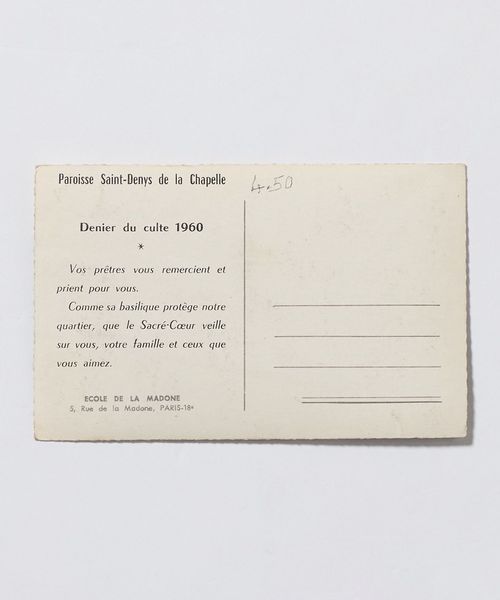 Paroisse Saint-Denys de la Chapelle
4.50
Denier du culte 1960
*
Vos prêtres vous remercient et
prient pour vous.
Comme sa basilique protège notre
quartier, que le Sacré-Cœur veille
sur vous, votre famille et ceux que
vous aimez.
ECOLE DE LA MADONE
5, Rue de la Madone, PARIS-18e